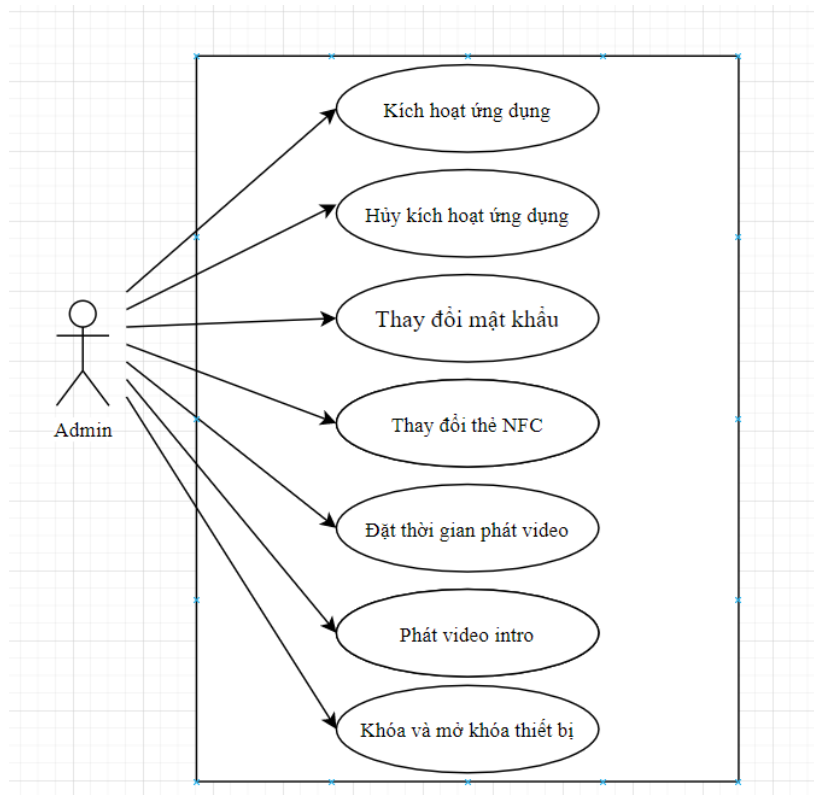 Kích hoạt ứng dụng
Hủy kích hoạt ứng dụng
Thay đổi mật khẩu
Thay đổi thẻ NFC
Admin
Đặt thời gian phát video
Phát video intro
Khóa và mở khóa thiết bị